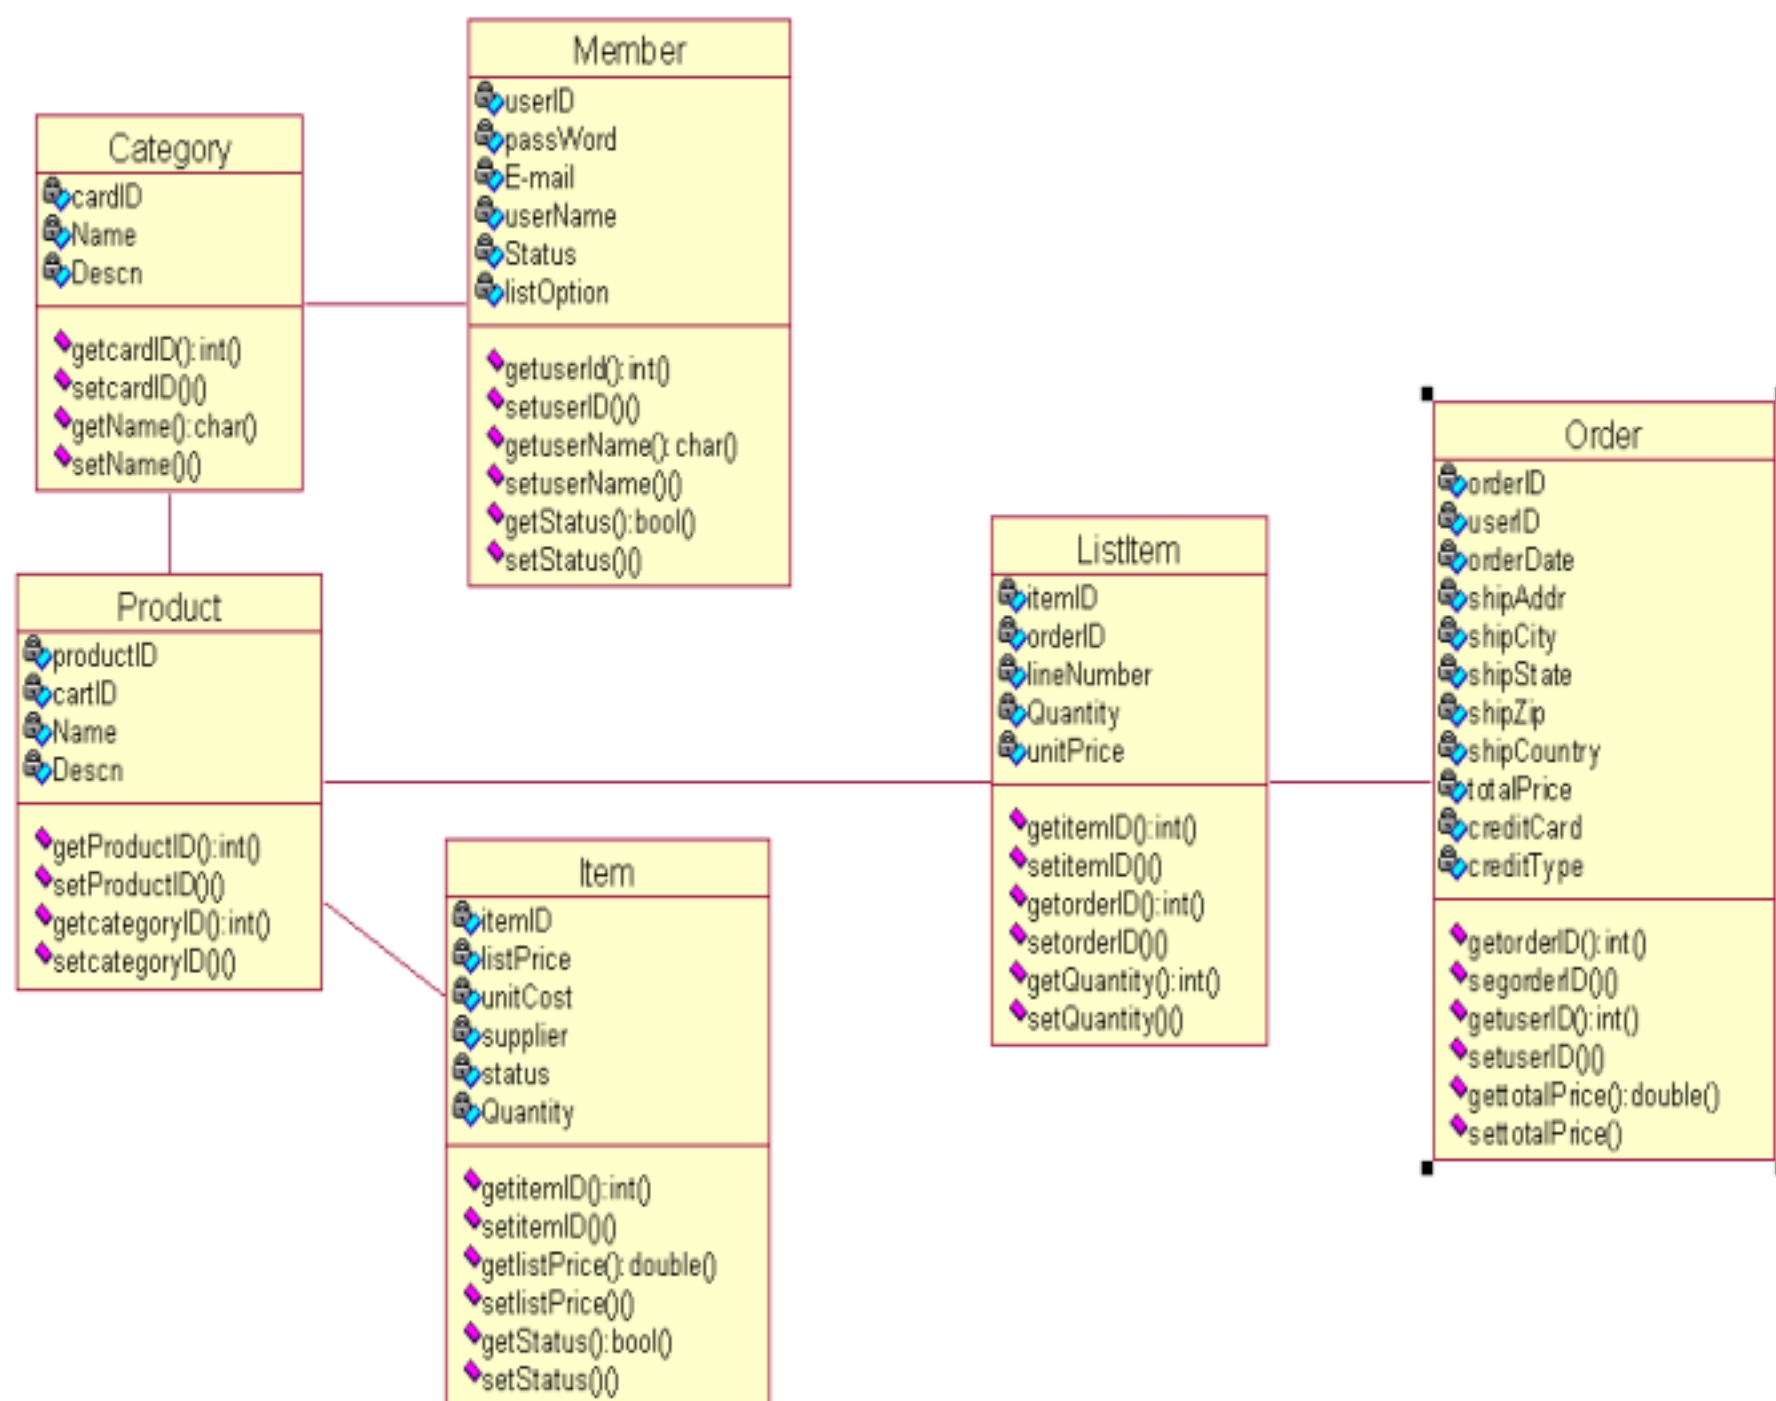 Member
userID
passWord
E-mail
userName
Status
listOption
getuserId():int()
setuserID()()
getuserName():char()
setuserName()()
getStatus():bool()
setStatus()()
Category
cardID
Name
Descn
getcardID():int()
setcardID()()
getName():char()
setName()()
Product
productID
cartID
Name
Descn
getProductID():int()
setProductID()()
getcategoryID():int()
setcategoryID()()
Item
itemID
listPrice
unitCost
supplier
status
Quantity
getitemID():int()
setitemID()()
getlistPrice():double()
setlistPrice()()
getStatus():bool()
setStatus()()
ListItem
itemID
orderID
lineNumber
Quantity
unitPrice
getitemID():int()
setitemID()()
getorderID():int()
setorderID()()
getQuantity():int()
setQuantity()()
Order
orderID
userID
orderDate
shipAddr
shipCity
shipState
shipZip
shipCountry
totalPrice
creditCard
creditType
getorderID():int()
segorderID()()
getuserID():int()
setuserID()()
gettotalPrice():double()
settotalPrice()